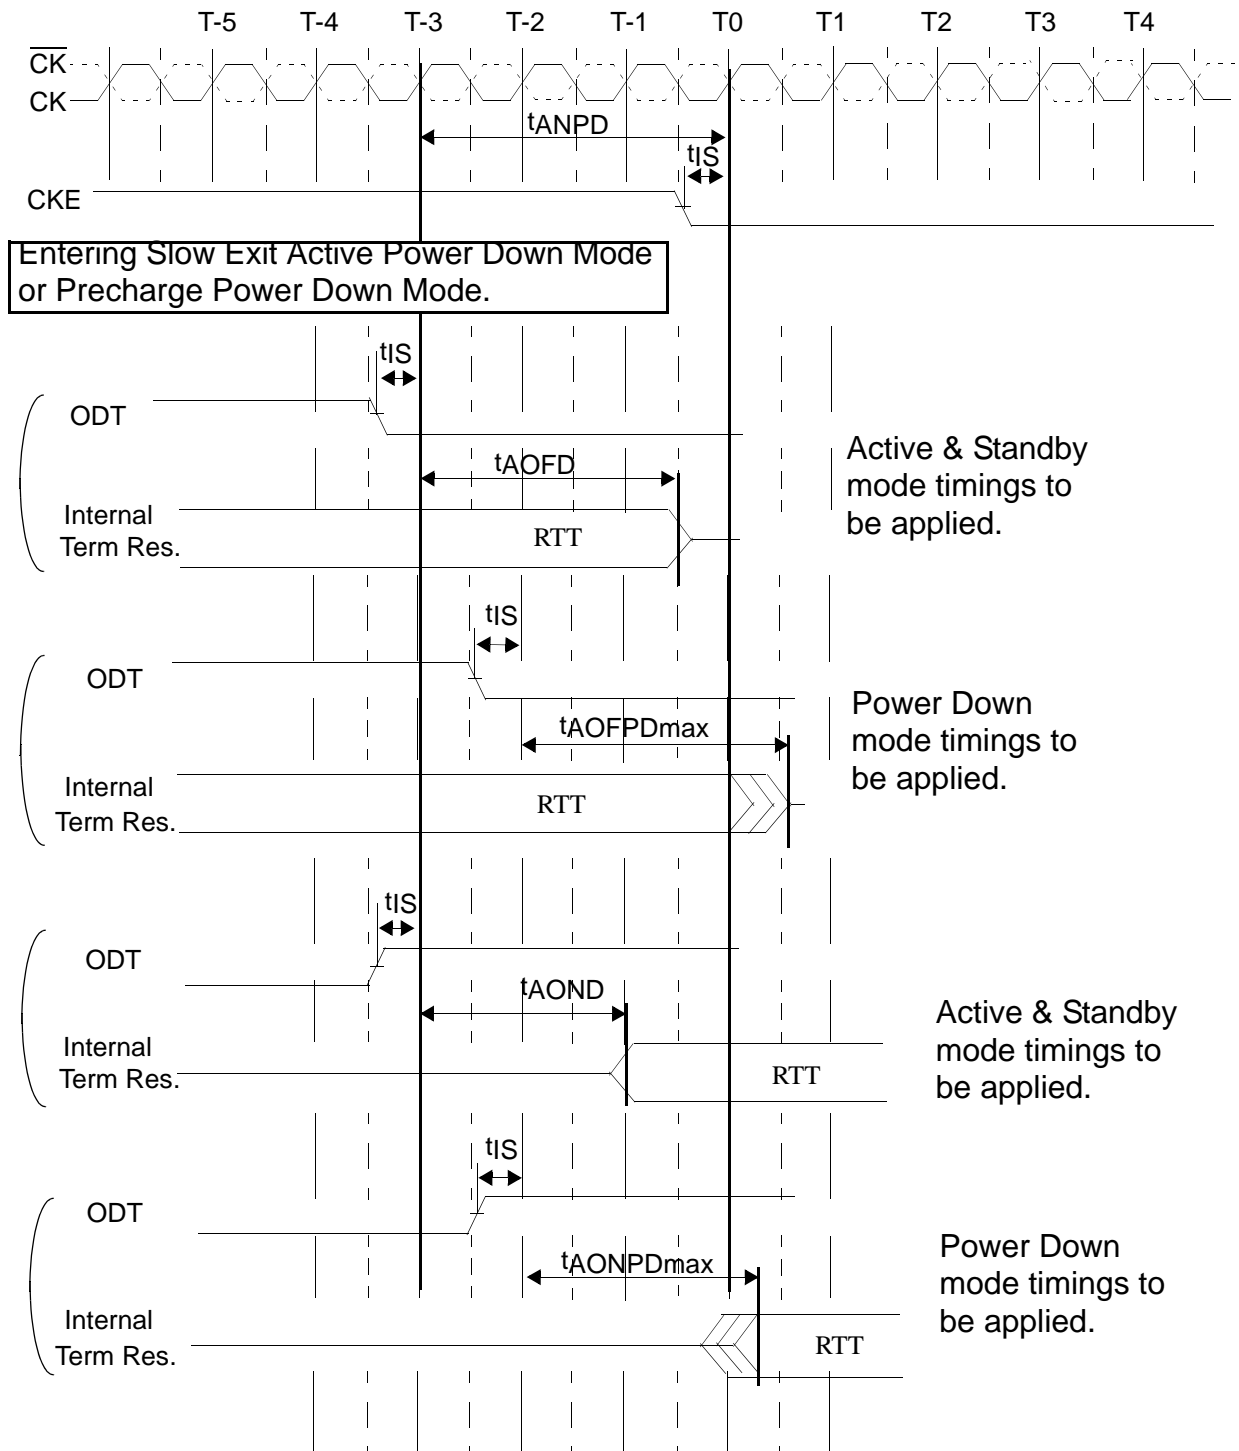 T-5 T-4 T-3 T-2 T-1 T0 T1 T2 T3 T4
CK
CK
tANPD
tIS
CKE
Entering Slow Exit Active Power Down Mode
or Precharge Power Down Mode.
tIS
ODT
tAOFD
Internal
Term Res.
RTT
Active & Standby
mode timings to
be applied.
tIS
ODT
tAOFPDmax
Internal
Term Res.
RTT
Power Down
mode timings to
be applied.
tIS
ODT
tAOND
Internal
Term Res.
RTT
Active & Standby
mode timings to
be applied.
tIS
ODT
tAONPDmax
Internal
Term Res.
RTT
Power Down
mode timings to
be applied.